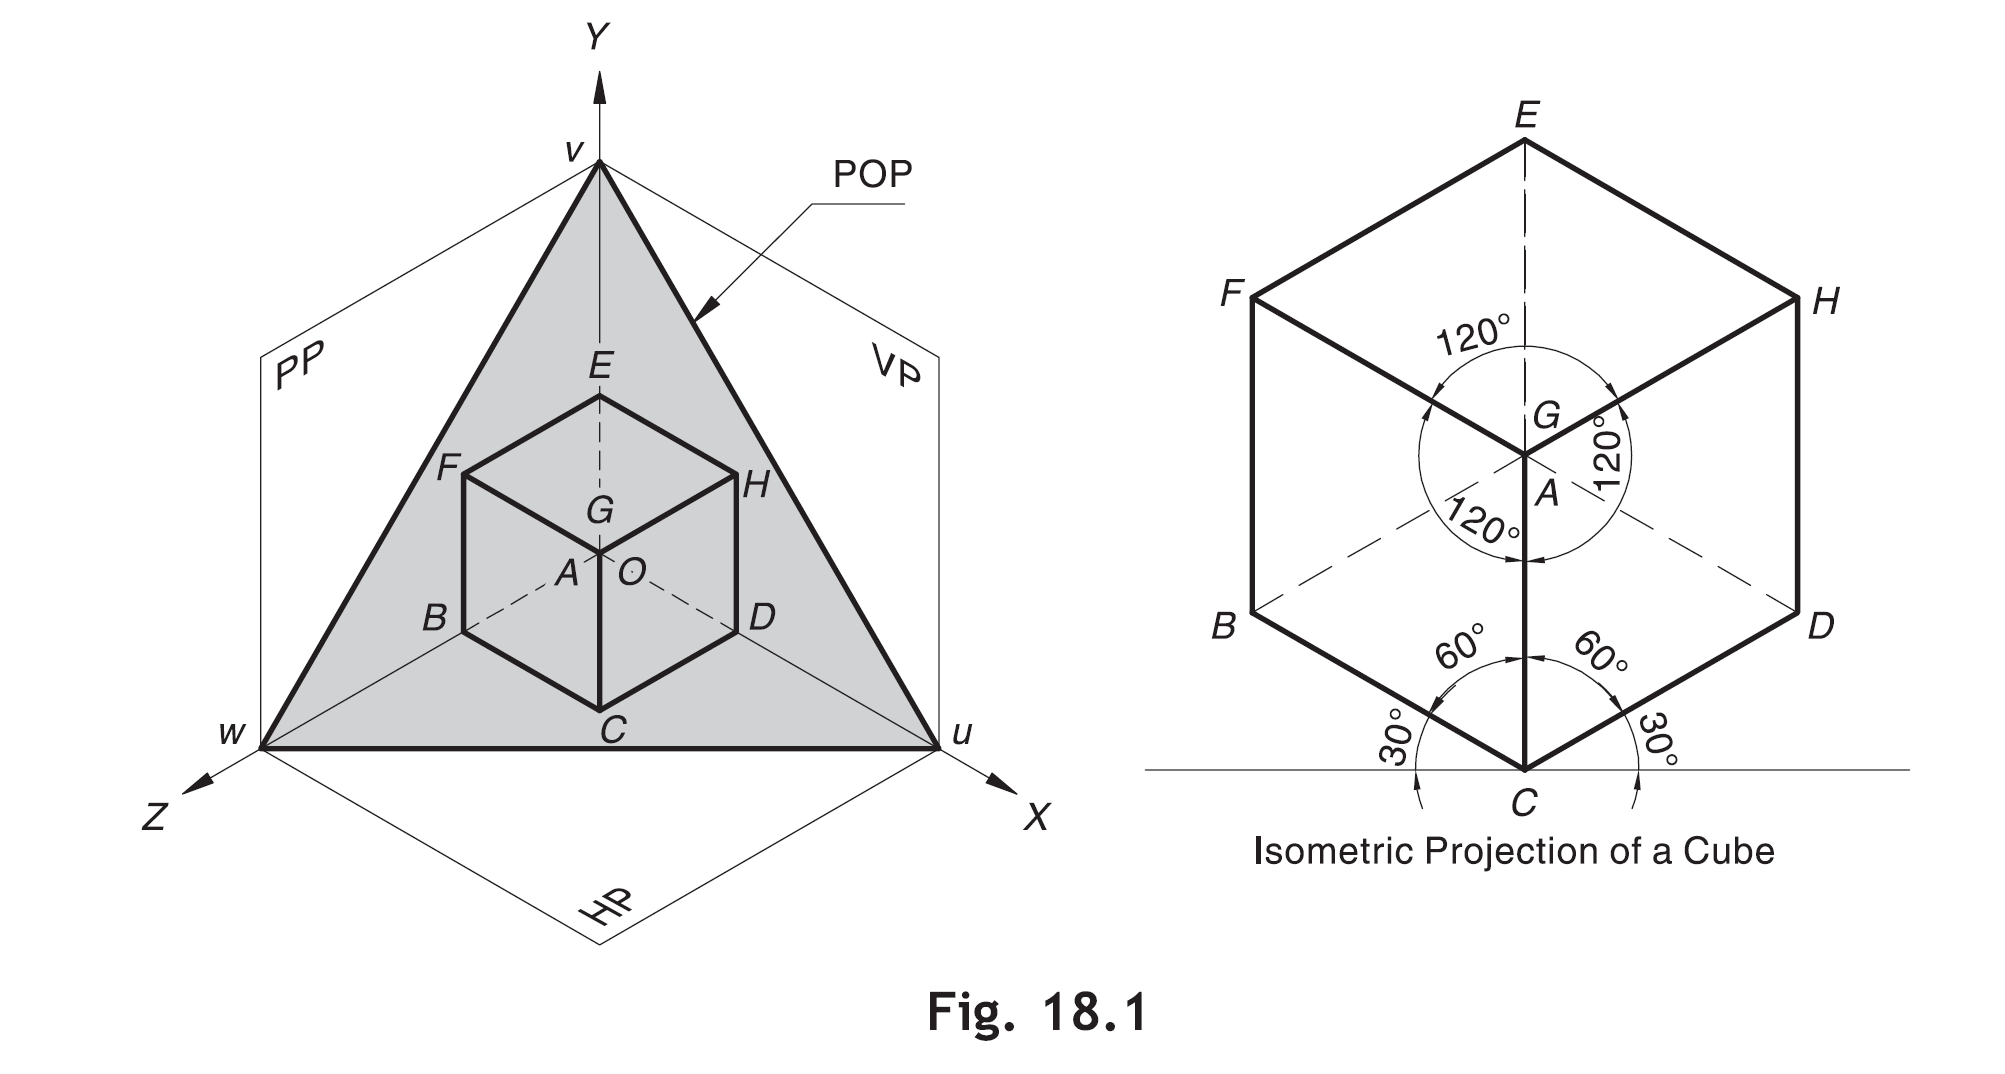 Y
v
POP
PP
VP
E
F
H
G
A
O
B
D
C
w
u
Z
X
HP
E
F
H
120°
G
120°
A
120°
B
D
60°
60°
30°
30°
C
Isometric Projection of a Cube
Fig. 18.1